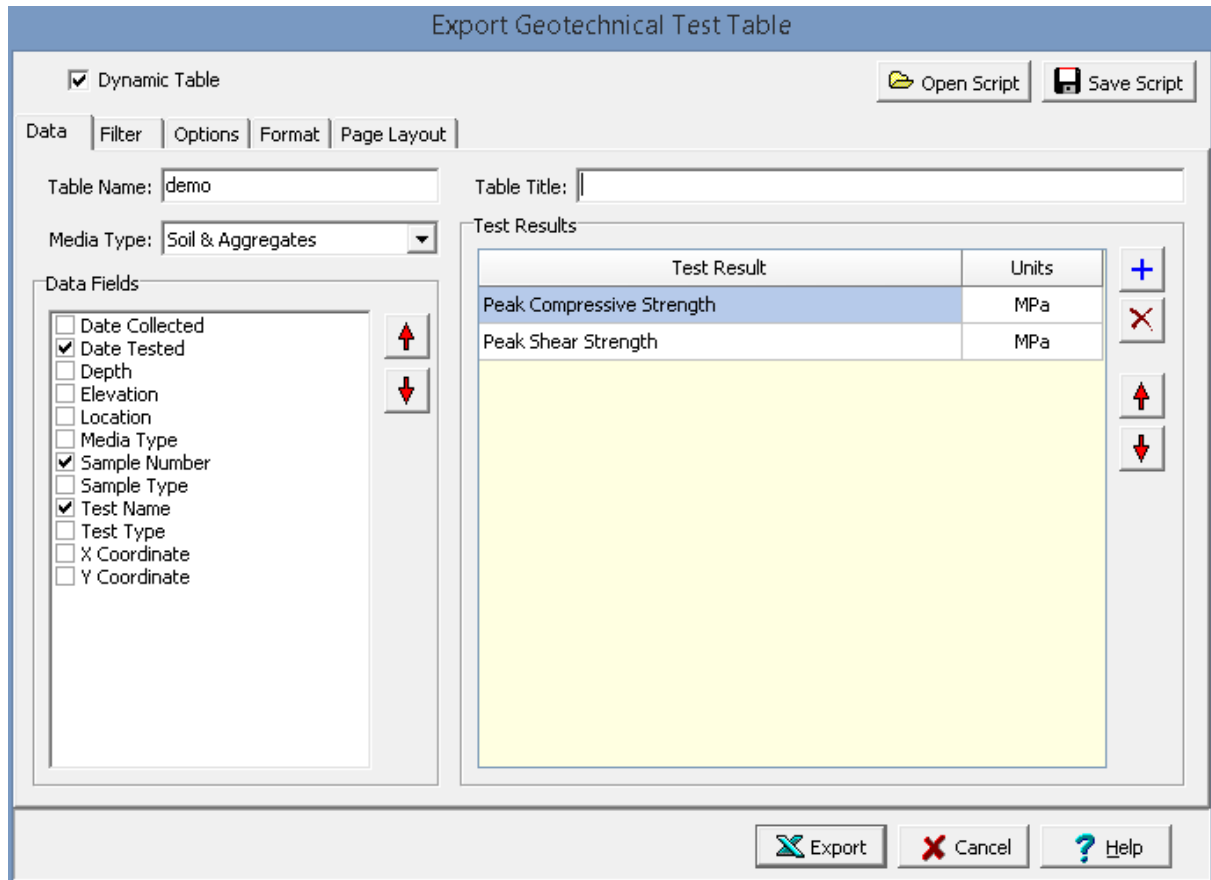 Export Geotechnical Test Table
Dynamic Table
Open Script
Save Script
Data
Filter
Options
Format
Page Layout
Table Name: demo
Table Title:
Media Type: Soil & Aggregates
Data Fields
Date Collected
Date Tested
Depth
Elevation
Location
Media Type
Sample Number
Sample Type
Test Name
Test Type
X Coordinate
Y Coordinate
Test Results
Test Result Units
Peak Compressive Strength MPa
Peak Shear Strength MPa
Export
Cancel
Help